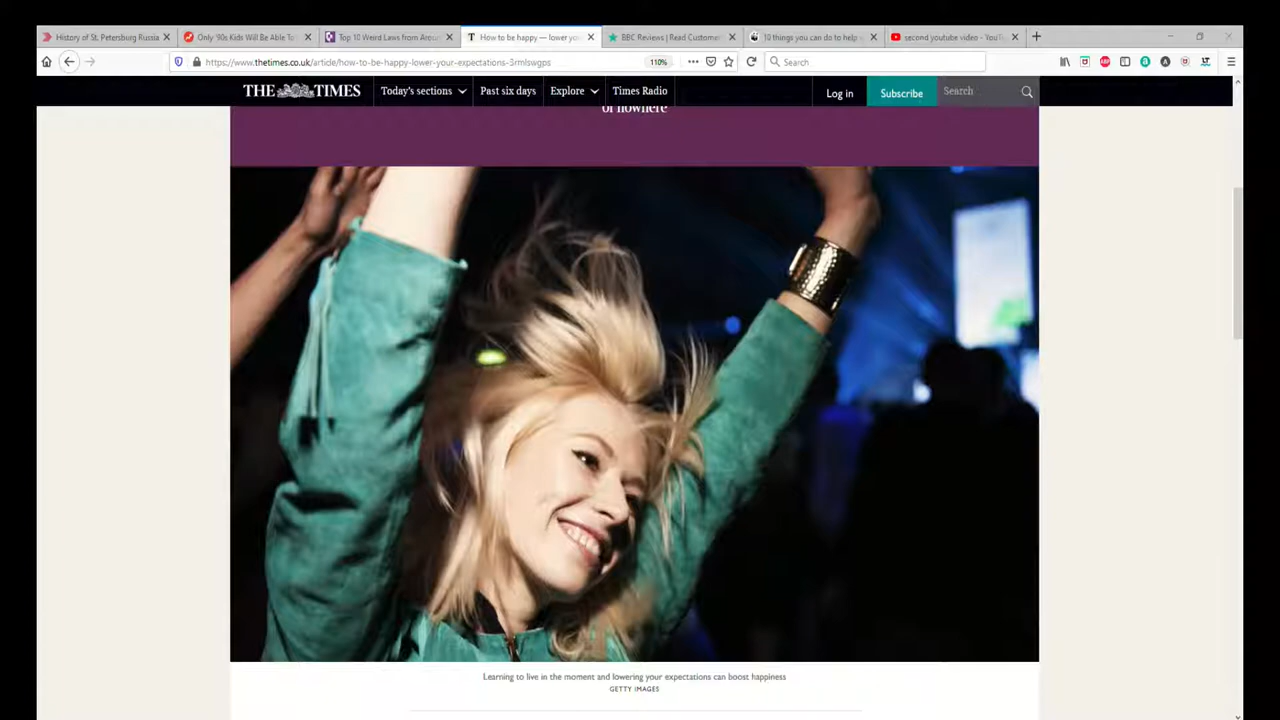 History of St. Petersburg Russia
Only '90s Kids Will Be Able To
Top 10 Weird Laws from Arou
How to be happy — lower yo
BBC Reviews | Read Custome
10 things you can do to help
second youtube video - YouT
https://www.thetimes.co.uk/article/how-to-be-happy-lower-your-expectations-3rmlswgps
110%
Search
THE TIMES
Today's sections
Past six days
Explore
Times Radio
Log in
Subscribe
Search
of nowhere
Learning to live in the moment and lowering your expectations can boost happiness
GETTY IMAGES